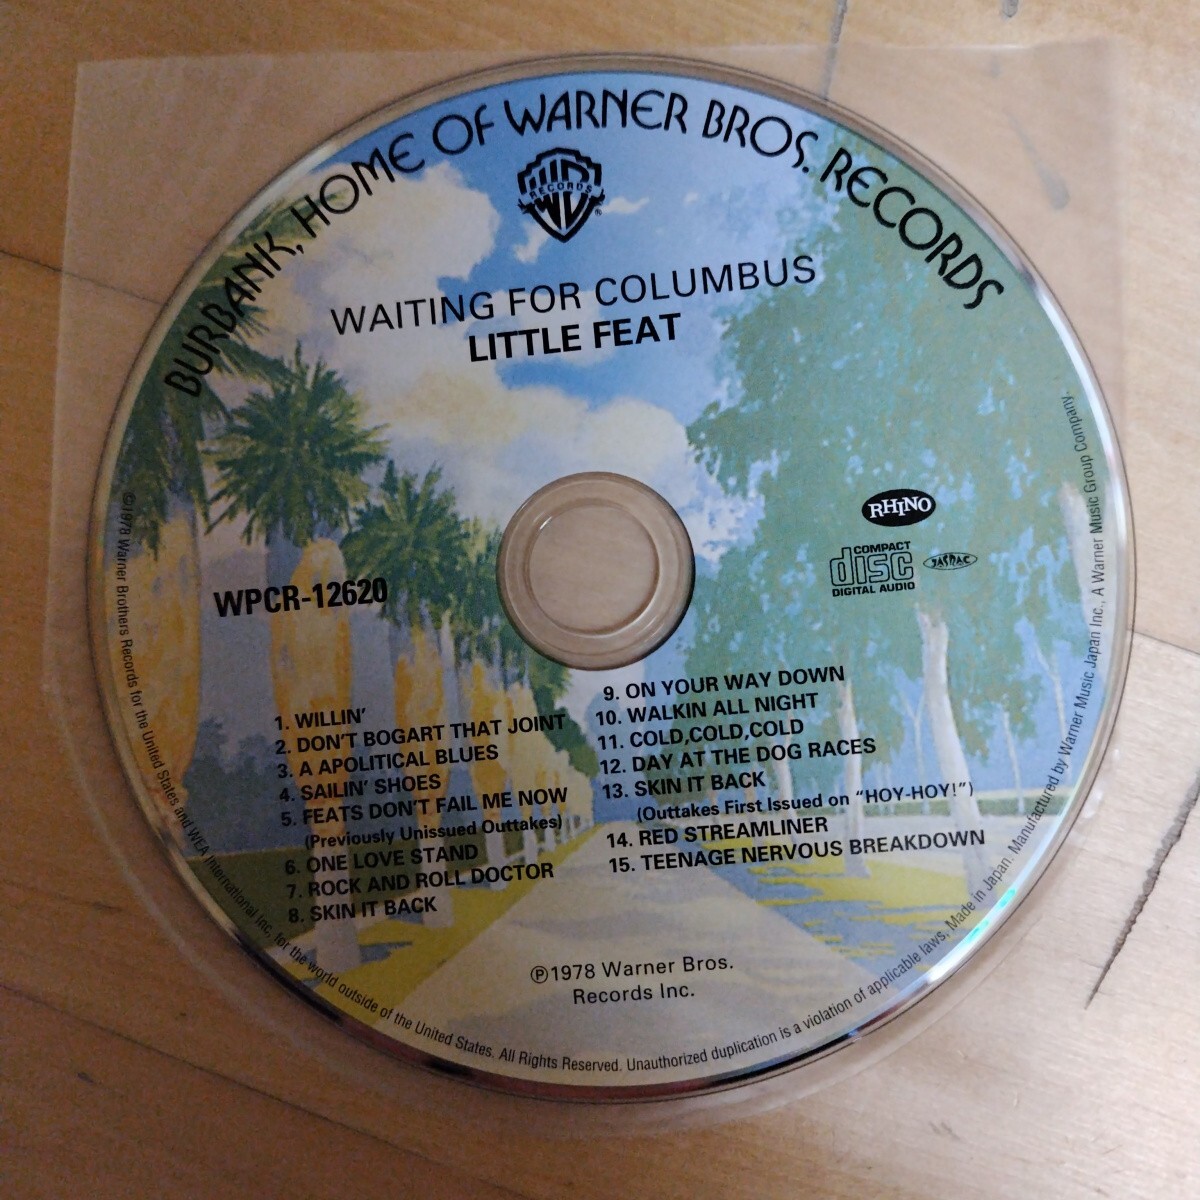 BURBANK, HOME OF WARNER BROS. RECORDS
W RECORDS ®
WAITING FOR COLUMBUS
LITTLE FEAT
RHINO
COMPACT
disc
DIGITAL AUDIO
JASRAC
WPCR-12620
1. WILLIN'
2. DON'T BOGART THAT JOINT
3. A APOLITICAL BLUES
4. SAILIN' SHOES
5. FEATS DON'T FAIL ME NOW
(Previously Unissued Outtakes)
6. ONE LOVE STAND
7. ROCK AND ROLL DOCTOR
8. SKIN IT BACK
9. ON YOUR WAY DOWN
10. WALKIN ALL NIGHT
11. COLD,COLD,COLD
12. DAY AT THE DOG RACES
13. SKIN IT BACK
(Outtakes First Issued on "HOY-HOY!")
14. RED STREAMLINER
15. TEENAGE NERVOUS BREAKDOWN
℗1978 Warner Bros.
Records Inc.
©1978 Warner Brothers Records for the United States and WEA International Inc, for the world outside of the United States. All Rights Reserved. Unauthorized duplication is a violation of applicable laws, Made in Japan. Manufactured by Warner Music Japan Inc., A Warner Music Group Company.